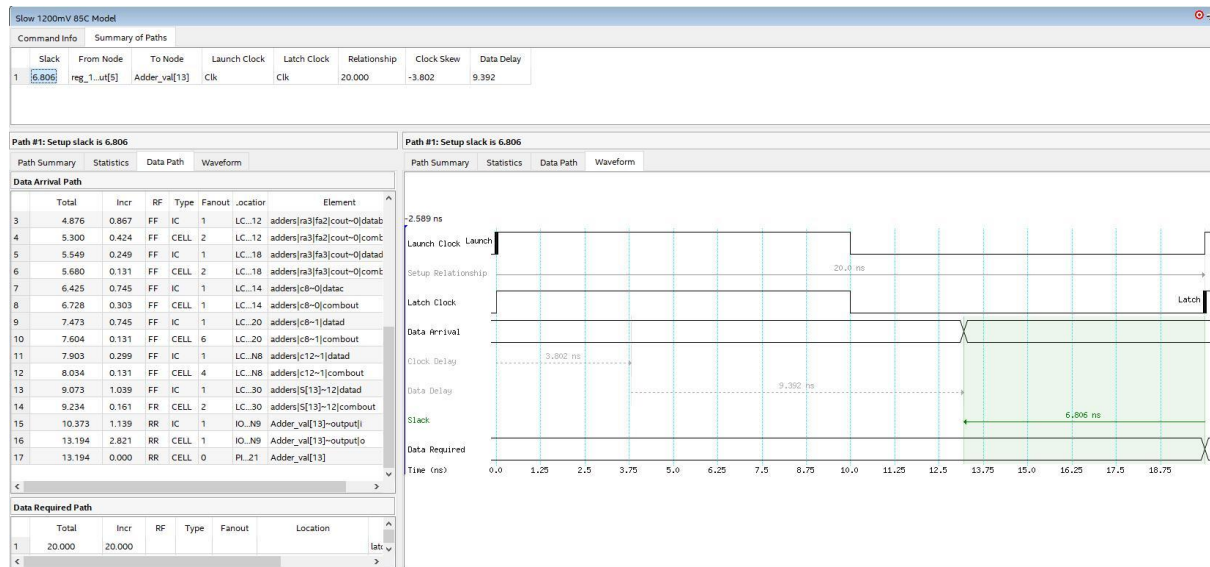 Slow 1200mV 85C Model
Command Info Summary of Paths
Slack From Node To Node Launch Clock Latch Clock Relationship Clock Skew Data Delay
1 6.806 reg_1...ut[5] Adder_val[13] Clk Clk 20.000 -3.802 9.392
Path #1: Setup slack is 6.806
Path Summary Statistics Data Path Waveform
Data Arrival Path
Total Incr RF Type Fanout .ocatior Element
3 4.876 0.867 FF IC 1 LC...12 adders|ra3|fa2|cout~0|datab
4 5.300 0.424 FF CELL 2 LC...12 adders|ra3|fa2|cout~0|comb
5 5.549 0.249 FF IC 1 LC...18 adders|ra3|fa3|cout~0|datad
6 5.680 0.131 FF CELL 2 LC...18 adders|ra3|fa3|cout~0|comb
7 6.425 0.745 FF IC 1 LC...14 adders|c8~0|datac
8 6.728 0.303 FF CELL 1 LC...14 adders|c8~0|combout
9 7.473 0.745 FF IC 1 LC...20 adders|c8~1|datad
10 7.604 0.131 FF CELL 6 LC...20 adders|c8~1|combout
11 7.903 0.299 FF IC 1 LC...N8 adders|c12~1|datad
12 8.034 0.131 FF CELL 4 LC...N8 adders|c12~1|combout
13 9.073 1.039 FF IC 1 LC...30 adders|S[13]~12|datad
14 9.234 0.161 FR CELL 2 LC...30 adders|S[13]~12|combout
15 10.373 1.139 RR IC 1 IO...N9 Adder_val[13]~output|i
16 13.194 2.821 RR CELL 1 IO...N9 Adder_val[13]~output|o
17 13.194 0.000 RR CELL 0 PI...21 Adder_val[13]
Data Required Path
Total Incr RF Type Fanout Location
1 20.000 20.000 latc
Path #1: Setup slack is 6.806
Path Summary Statistics Data Path Waveform
-2.589 ns
Launch Clock Launch
Setup Relationship 20.0 ns
Latch Clock Latch
Data Arrival
Clock Delay 3.802 ns
Data Delay 9.392 ns
Slack 6.806 ns
Data Required
Time (ns) 0.0 1.25 2.5 3.75 5.0 6.25 7.5 8.75 10.0 11.25 12.5 13.75 15.0 16.25 17.5 18.75